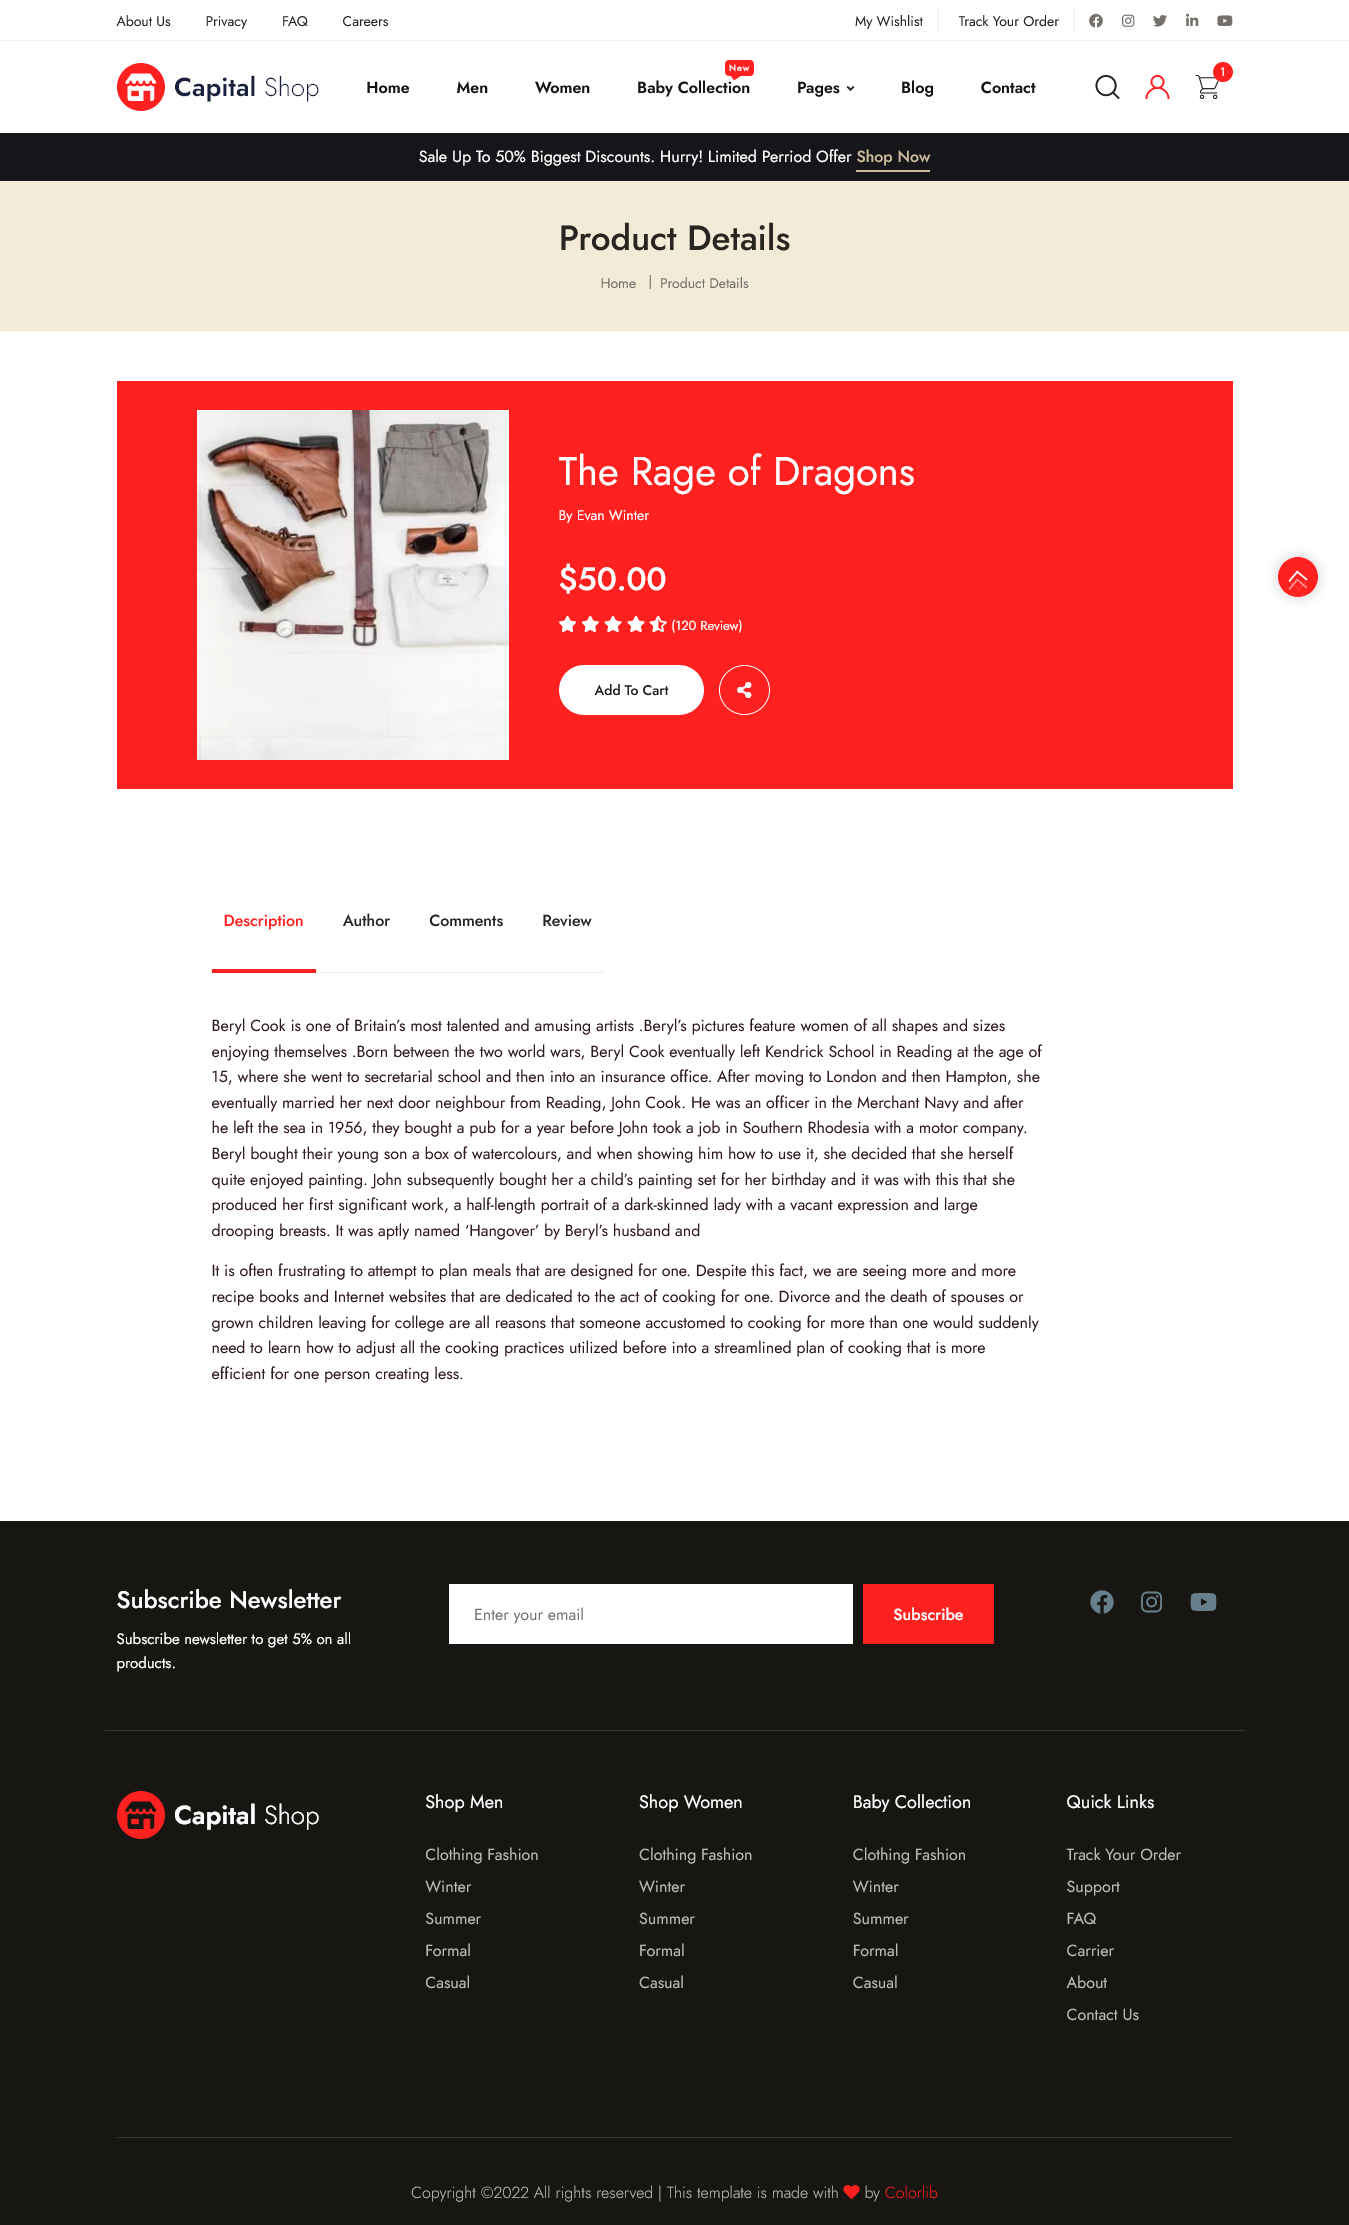 About Us Privacy FAQ Careers My Wishlist Track Your Order
New
Capital Shop Home Men Women Baby Collection Pages Blog Contact 1
Sale Up To 50% Biggest Discounts. Hurry! Limited Perriod Offer Shop Now
Product Details
Home | Product Details
The Rage of Dragons
By Evan Winter
$50.00
(120 Review)
Add To Cart
Description Author Comments Review
Beryl Cook is one of Britain’s most talented and amusing artists .Beryl’s pictures feature women of all shapes and sizes
enjoying themselves .Born between the two world wars, Beryl Cook eventually left Kendrick School in Reading at the age of
15, where she went to secretarial school and then into an insurance office. After moving to London and then Hampton, she
eventually married her next door neighbour from Reading, John Cook. He was an officer in the Merchant Navy and after
he left the sea in 1956, they bought a pub for a year before John took a job in Southern Rhodesia with a motor company.
Beryl bought their young son a box of watercolours, and when showing him how to use it, she decided that she herself
quite enjoyed painting. John subsequently bought her a child’s painting set for her birthday and it was with this that she
produced her first significant work, a half-length portrait of a dark-skinned lady with a vacant expression and large
drooping breasts. It was aptly named ‘Hangover’ by Beryl’s husband and
It is often frustrating to attempt to plan meals that are designed for one. Despite this fact, we are seeing more and more
recipe books and Internet websites that are dedicated to the act of cooking for one. Divorce and the death of spouses or
grown children leaving for college are all reasons that someone accustomed to cooking for more than one would suddenly
need to learn how to adjust all the cooking practices utilized before into a streamlined plan of cooking that is more
efficient for one person creating less.
Subscribe Newsletter
Subscribe newsletter to get 5% on all
products.
Enter your email Subscribe
Capital Shop
Shop Men
Clothing Fashion
Winter
Summer
Formal
Casual
Shop Women
Clothing Fashion
Winter
Summer
Formal
Casual
Baby Collection
Clothing Fashion
Winter
Summer
Formal
Casual
Quick Links
Track Your Order
Support
FAQ
Carrier
About
Contact Us
Copyright ©2022 All rights reserved | This template is made with ♥ by Colorlib